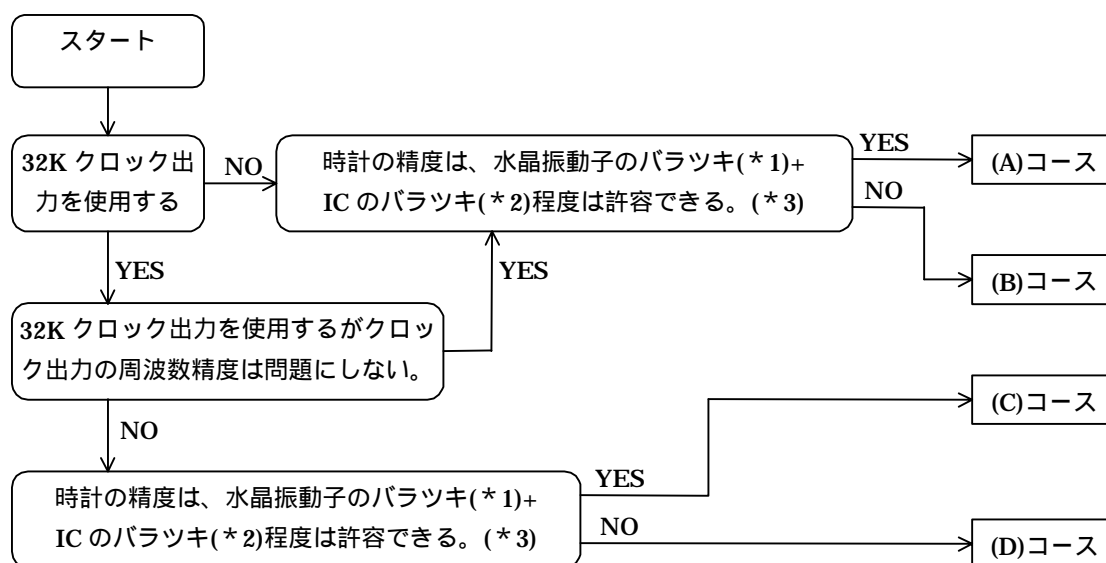 スタート
32K クロック出
力を使用する
NO
時計の精度は、水晶振動子のバラツキ(*1)+
IC のバラツキ(*2)程度は許容できる。(*3)
YES
(A)コース
NO
(B)コース
YES
YES
32K クロック出力を使用するがクロッ
ク出力の周波数精度は問題にしない。
(C)コース
NO
時計の精度は、水晶振動子のバラツキ(*1)+
IC のバラツキ(*2)程度は許容できる。(*3)
YES
NO
(D)コース